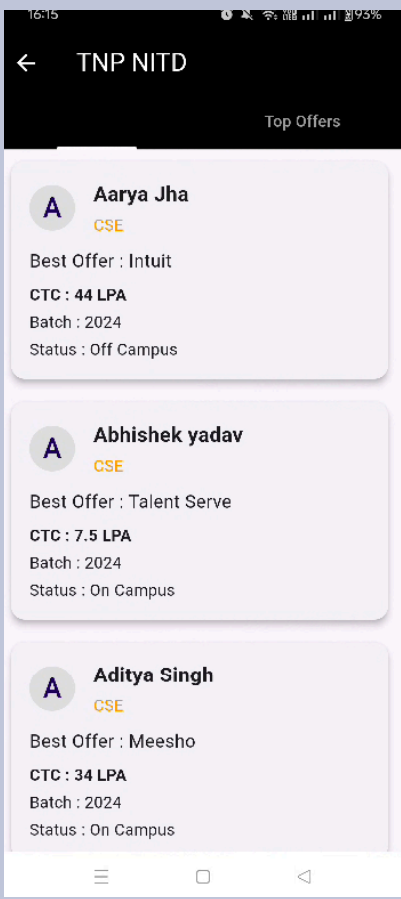 16:15
93%
TNP NITD
Top Offers
A
Aarya Jha
CSE
Best Offer : Intuit
CTC : 44 LPA
Batch : 2024
Status : Off Campus
A
Abhishek yadav
CSE
Best Offer : Talent Serve
CTC : 7.5 LPA
Batch : 2024
Status : On Campus
A
Aditya Singh
CSE
Best Offer : Meesho
CTC : 34 LPA
Batch : 2024
Status : On Campus